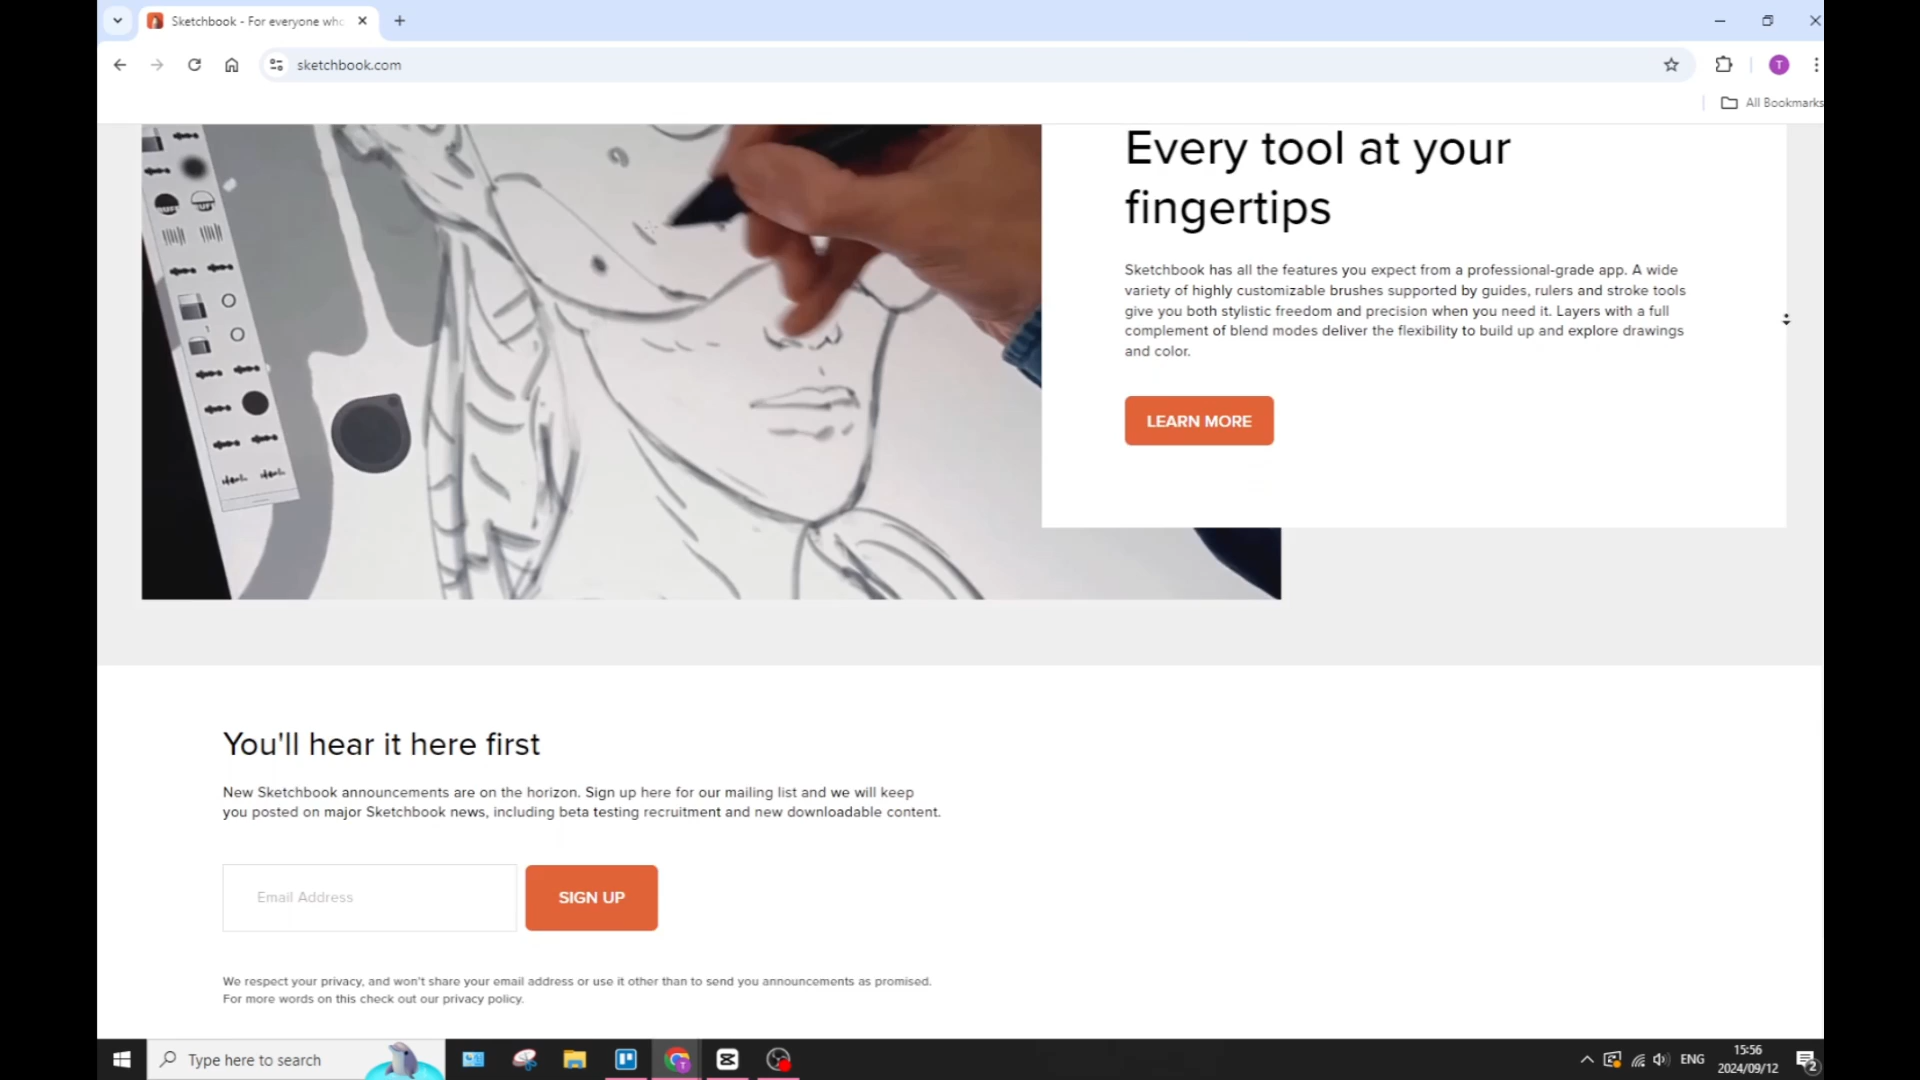 Sketchbook - For everyone who
sketchbook.com
T
All Bookmarks
Every tool at your
fingertips
Sketchbook has all the features you expect from a professional-grade app. A wide
variety of highly customizable brushes supported by guides, rulers and stroke tools
give you both stylistic freedom and precision when you need it. Layers with a full
complement of blend modes deliver the flexibility to build up and explore drawings
and color.
LEARN MORE
You'll hear it here first
New Sketchbook announcements are on the horizon. Sign up here for our mailing list and we will keep
you posted on major Sketchbook news, including beta testing recruitment and new downloadable content.
Email Address
SIGN UP
We respect your privacy, and won't share your email address or use it other than to send you announcements as promised.
For more words on this check out our privacy policy.
Type here to search
ENG
15:56
2024/09/12
2